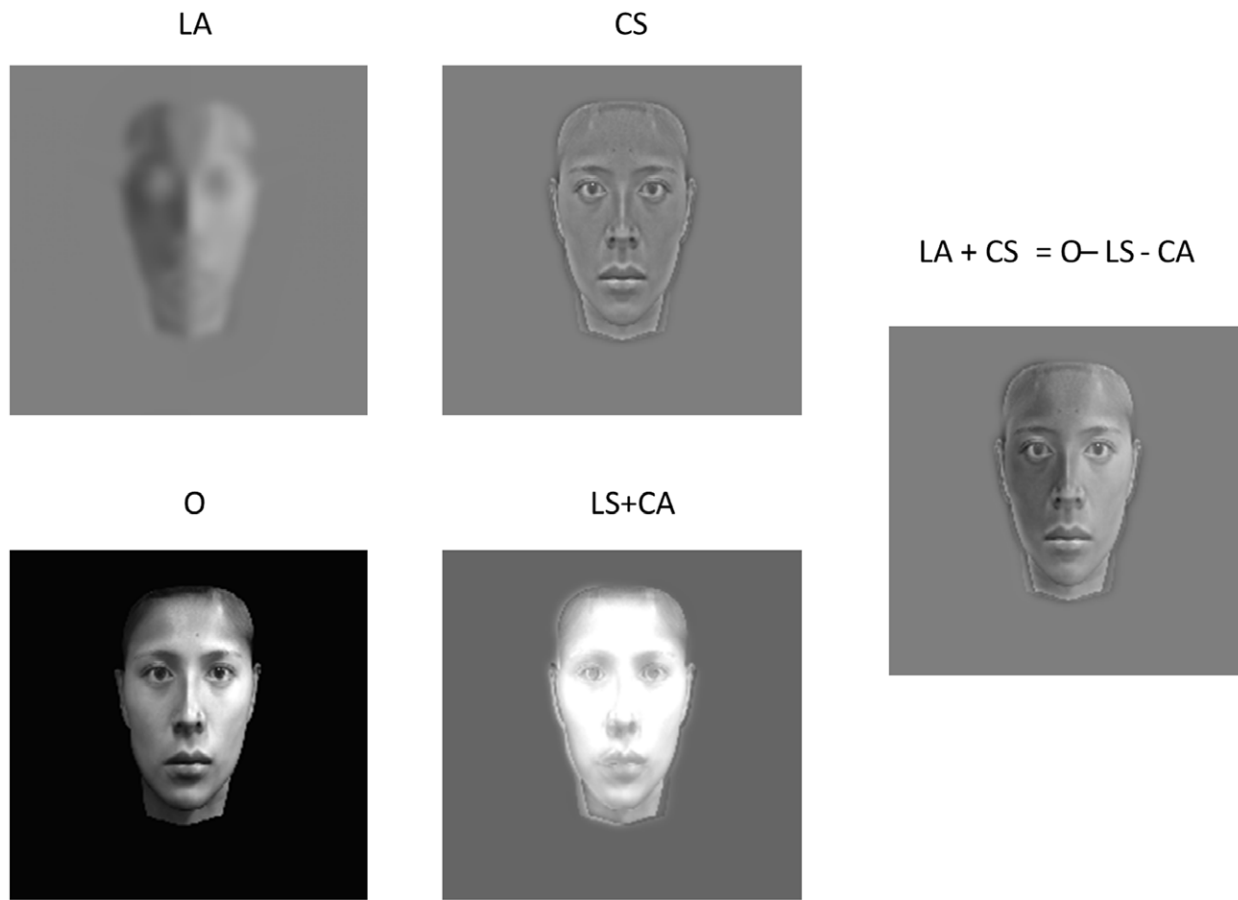 LA
CS
LA + CS = O– LS - CA
O
LS+CA